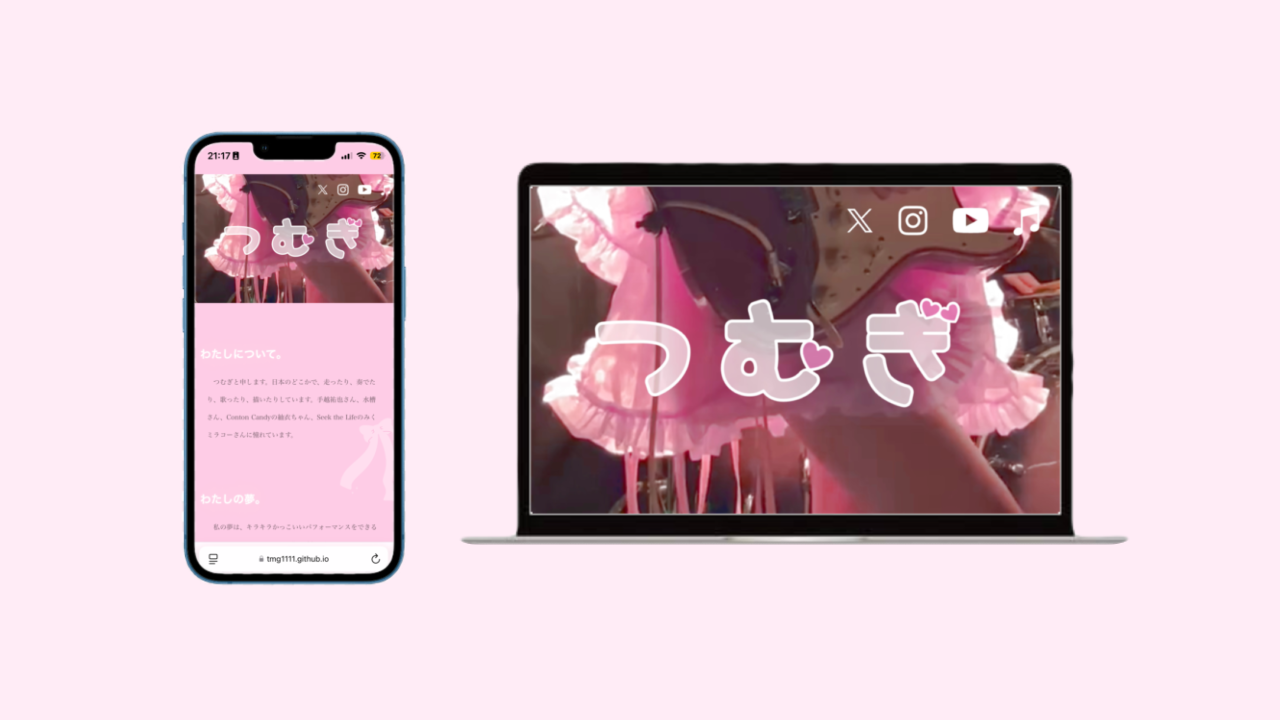 21:17
72
つむぎ
わたしについて。
つむぎと申します。日本のどこかで、走ったり、奏でた
り、歌ったり、描いたりしています。手越祐也さん、水樹
さん、Conton Candyの紬衣ちゃん、Seek the Lifeのみく
ミラコーさんに憧れています。
わたしの夢。
私の夢は、キラキラかっこいいパフォーマンスをできる
tmg1111.github.io
つむぎ